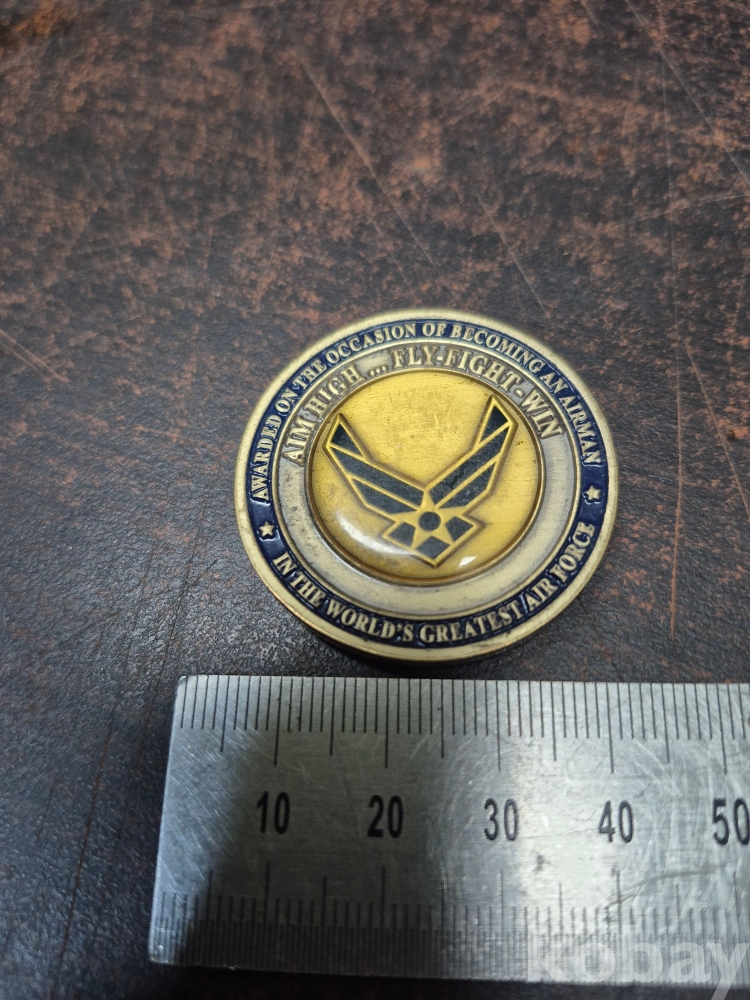 AWARDED ON THE OCCASION OF BECOMING AN AIRMAN
AIM HIGH ... FLY-FIGHT-WIN
IN THE WORLD'S GREATEST AIR FORCE
10 20 30 40 50
kobay